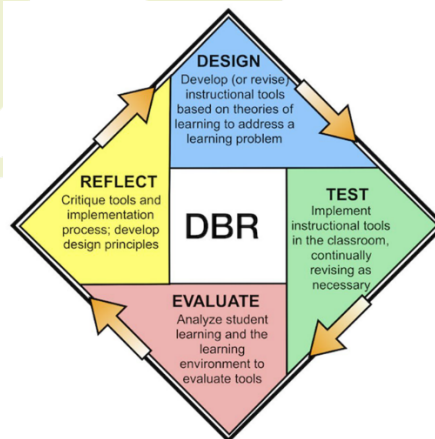 DESIGN
Develop (or revise)
instructional tools
based on theories of
learning to address a
learning problem
REFLECT
Critique tools and
implementation
process; develop
design principles
DBR
TEST
Implement
instructional tools
in the classroom,
continually
revising as
necessary
EVALUATE
Analyze student
learning and the
learning
environment to
evaluate tools